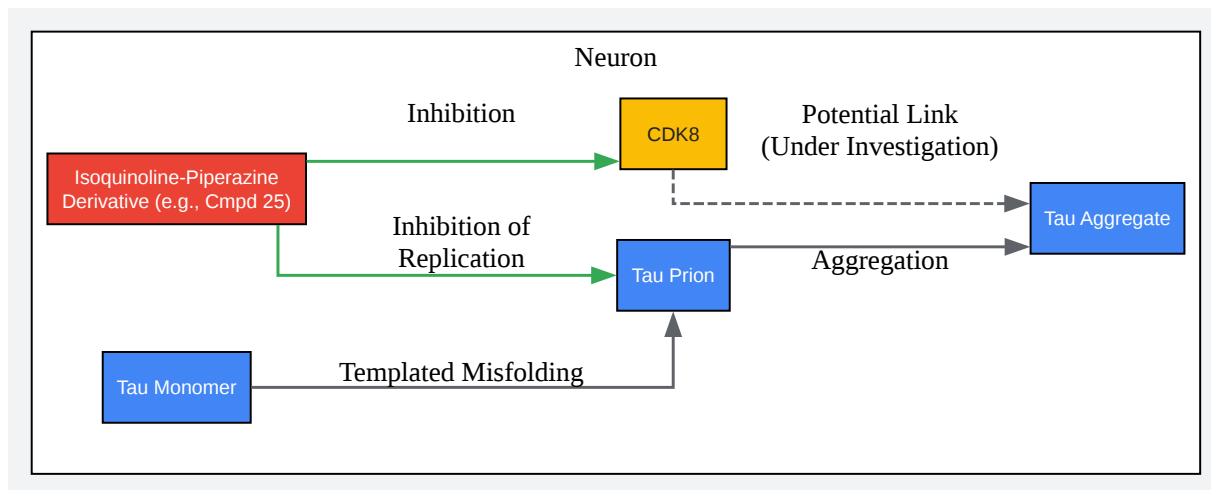 Neuron
Inhibition
CDK8
Potential Link
(Under Investigation)
Isoquinoline-Piperazine
Derivative (e.g., Cmpd 25)
Tau Aggregate
Inhibition of
Replication
Tau Prion
Aggregation
Templated Misfolding
Tau Monomer